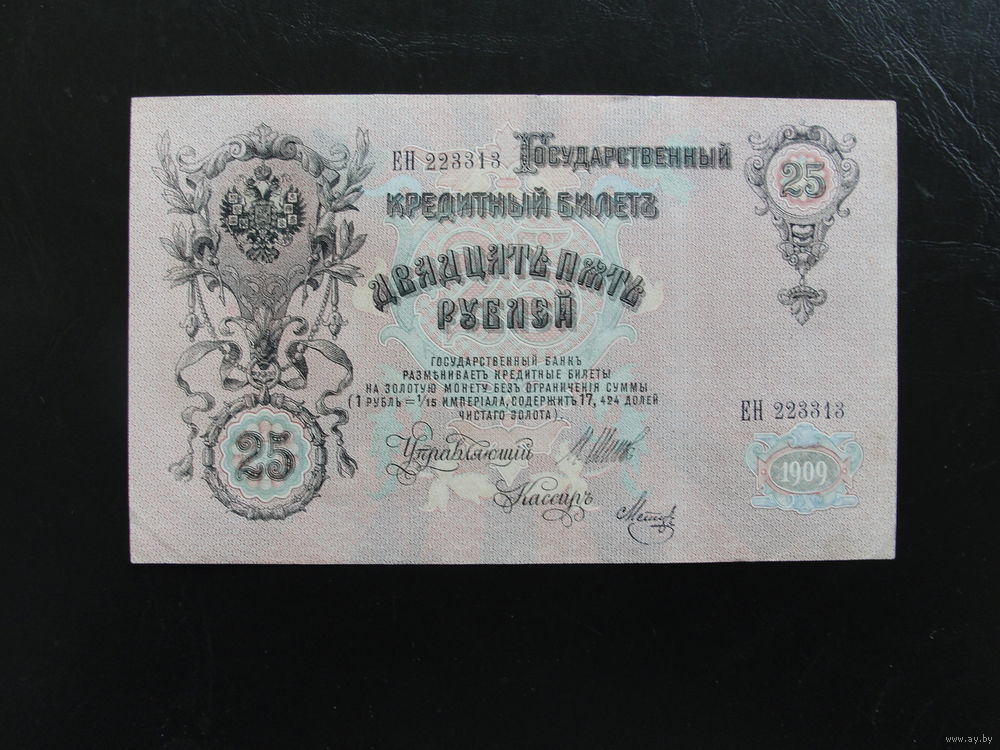 ЕН 223313 Государственный
25
Кредитный Билетъ
Двадцать пять
рублей
ГОСУДАРСТВЕННЫЙ БАНКЪ
РАЗМѢНИВАЕТЪ КРЕДИТНЫЕ БИЛЕТЫ
НА ЗОЛОТУЮ МОНЕТУ БЕЗЪ ОГРАНИЧЕНІЯ СУММЫ
(1 РУБЛЬ = 1/15 ИМПЕРІАЛА, СОДЕРЖИТЪ 17, 424 ДОЛЕЙ
ЧИСТАГО ЗОЛОТА).
ЕН 223313
Управляющий
25
1909
Кассиръ
www.ay.by